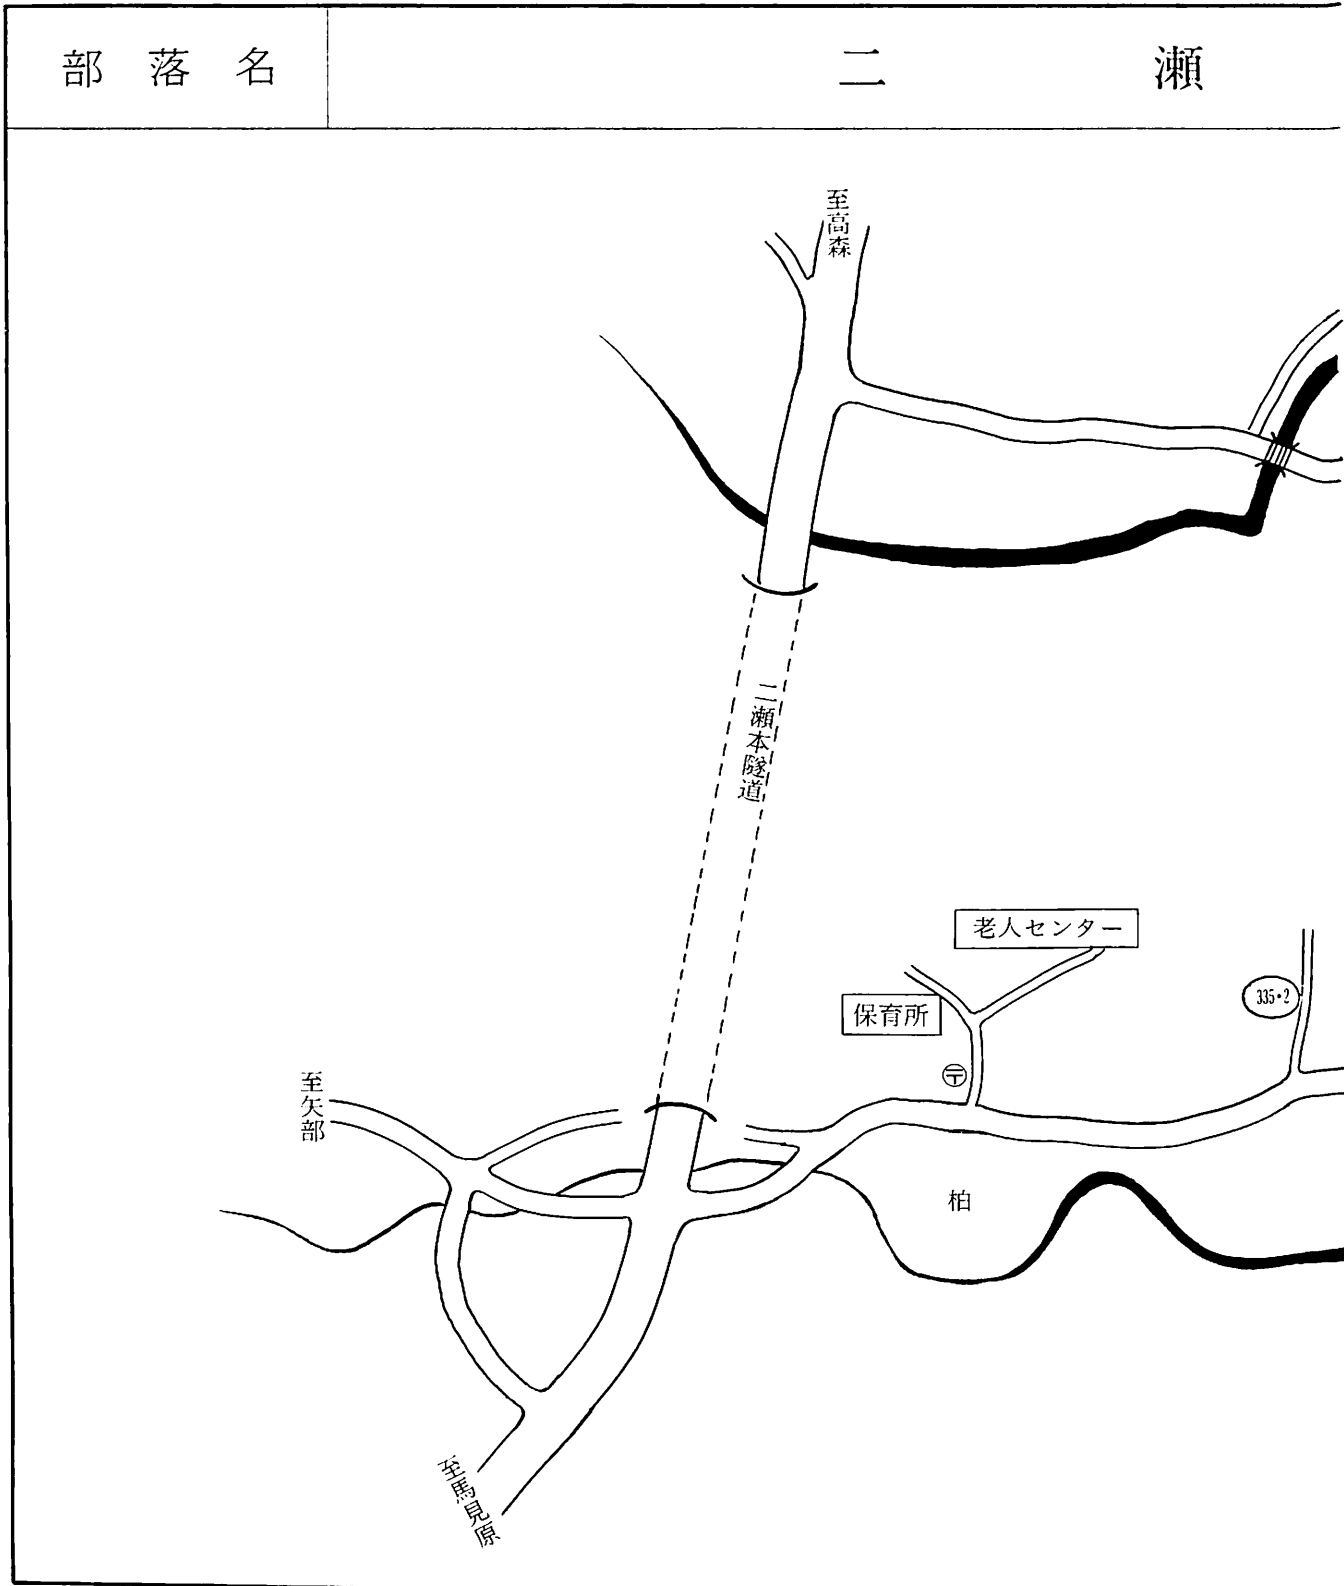 部落名
二瀬
至高森
二瀬本隧道
老人センター
保育所
335・2
〒
至矢部
柏
至馬見原